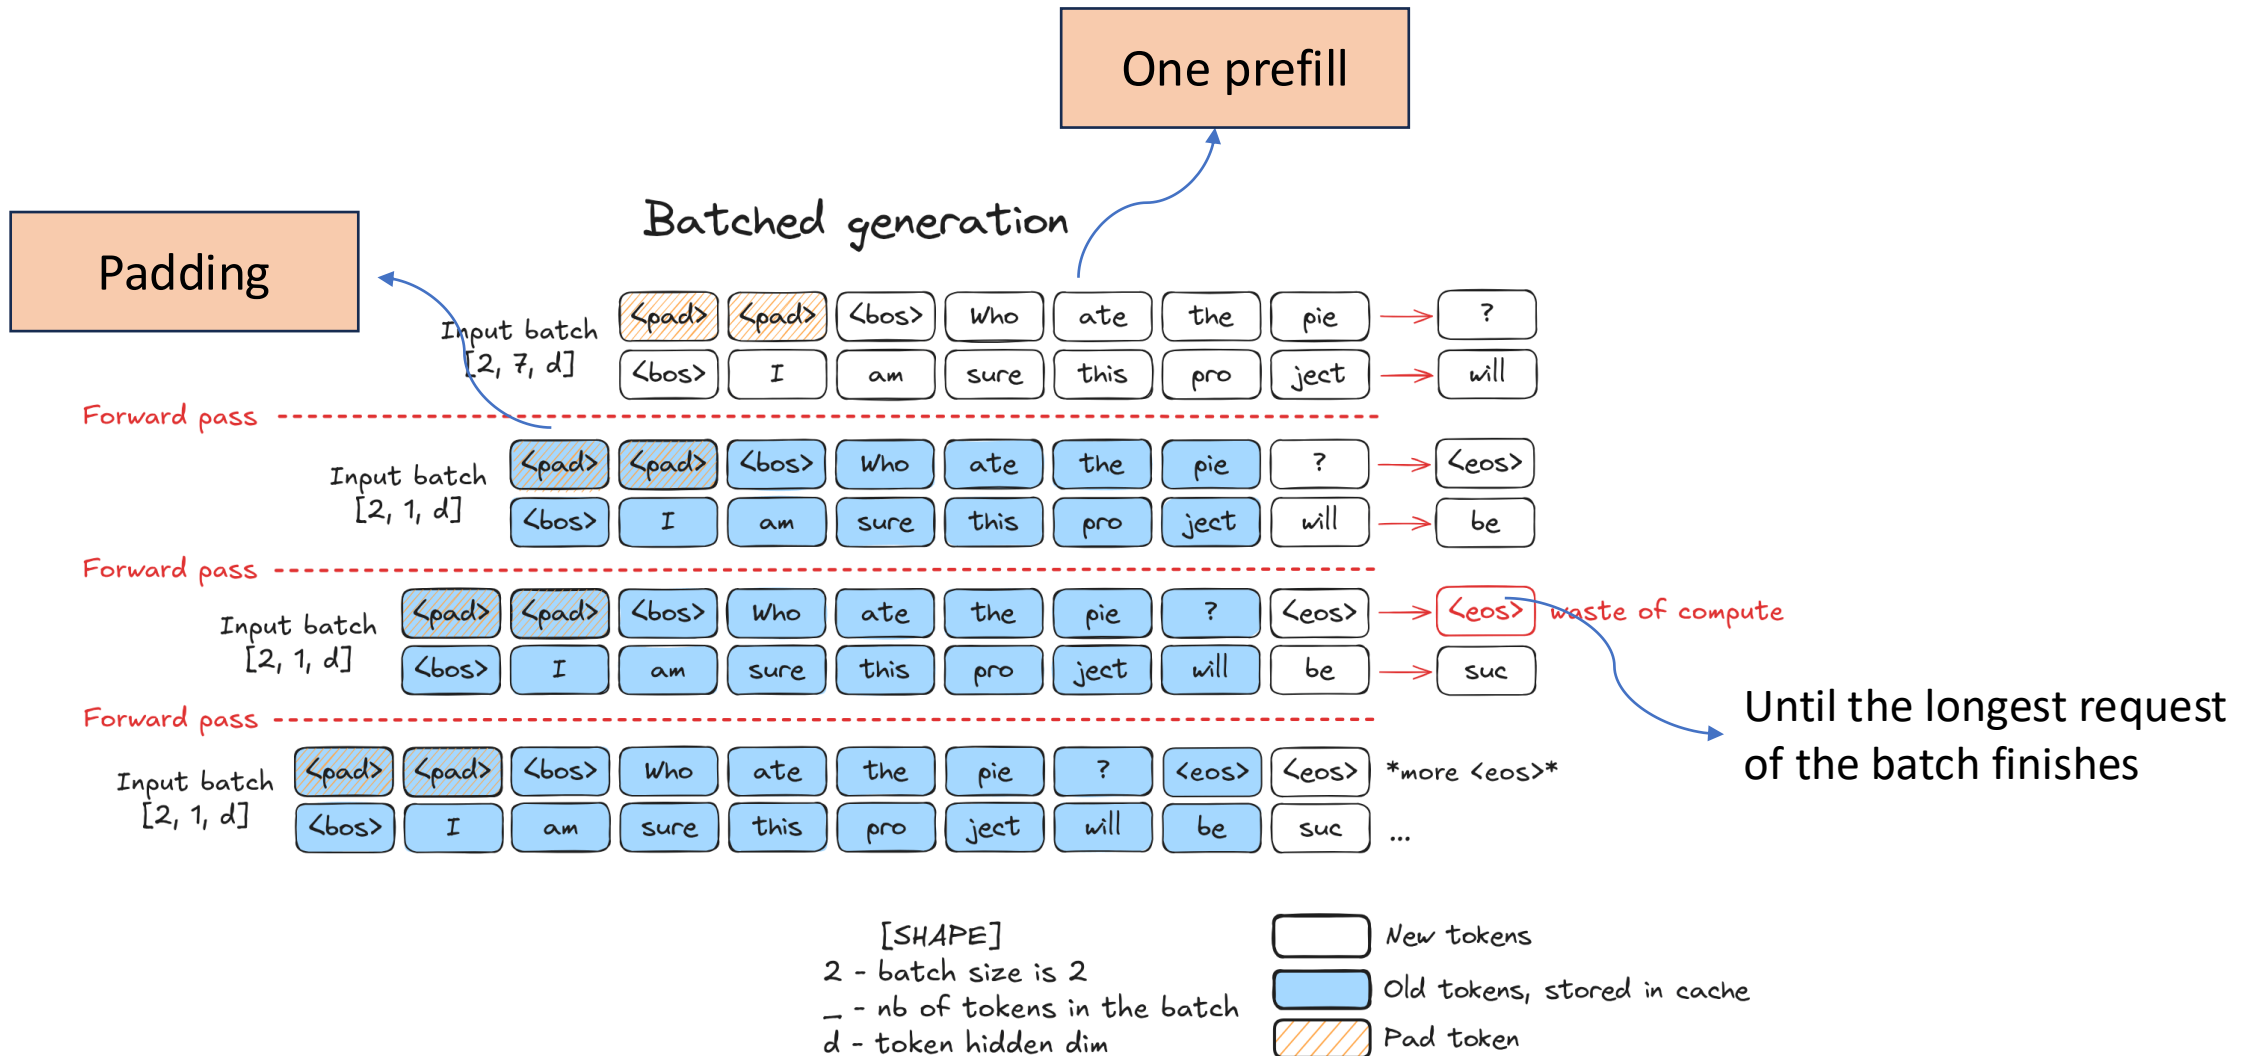 One prefill
Batched generation
Padding
Input batch
[2, 7, d]
<pad> <pad> <bos> Who ate the pie ?
<bos> I am sure this pro ject will
Forward pass
Input batch
[2, 1, d]
<pad> <pad> <bos> Who ate the pie ? <eos>
<bos> I am sure this pro ject will be
Forward pass
Input batch
[2, 1, d]
<pad> <pad> <bos> Who ate the pie ? <eos> <eos> waste of compute
<bos> I am sure this pro ject will be suc
Until the longest request
of the batch finishes
Forward pass
Input batch
[2, 1, d]
<pad> <pad> <bos> Who ate the pie ? <eos> <eos> *more <eos>*
<bos> I am sure this pro ject will be suc ...
[SHAPE]
2 - batch size is 2
_ - nb of tokens in the batch
d - token hidden dim
New tokens
Old tokens, stored in cache
Pad token